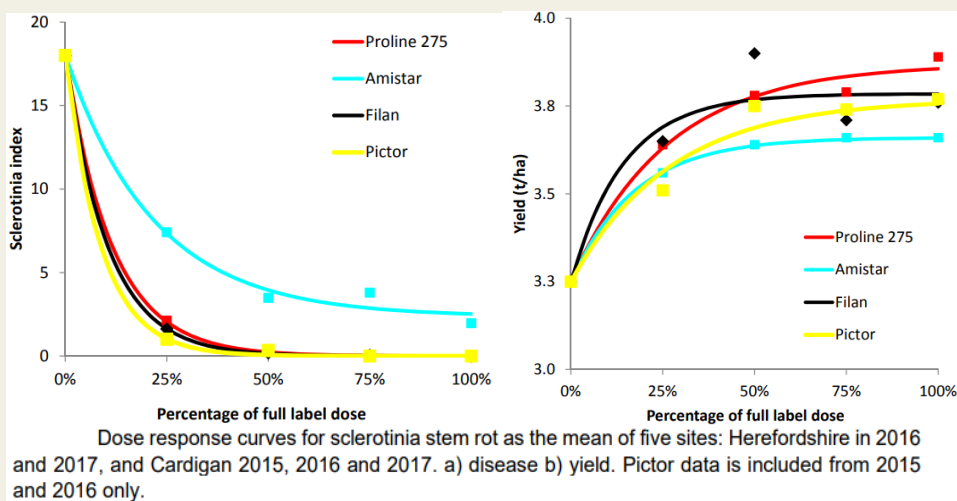 20
15
10
5
0
Sclerotinia index
Proline 275
Amistar
Filan
Pictor
0% 25% 50% 75% 100%
Percentage of full label dose
4.0
3.8
3.5
3.3
3.0
Yield (t/ha)
Proline 275
Amistar
Filan
Pictor
0% 25% 50% 75% 100%
Percentage of full label dose
Dose response curves for sclerotinia stem rot as the mean of five sites: Herefordshire in 2016
and 2017, and Cardigan 2015, 2016 and 2017. a) disease b) yield. Pictor data is included from 2015
and 2016 only.